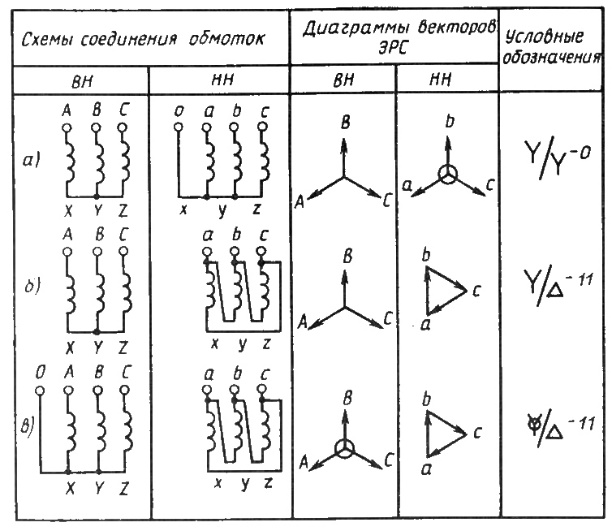 Схемы соединения обмоток
Диаграммы векторов ЭРС
Условные обозначения
ВН
НН
ВН
НН
а)
A B C
X Y Z
o a b c
x y z
B
A C
b
a c
Y/Y-0
б)
A B C
X Y Z
a b c
x y z
B
A C
b
c
a
Y/Δ-11
в)
O A B C
X Y Z
a b c
x y z
B
A C
b
c
a
Y/Δ-11